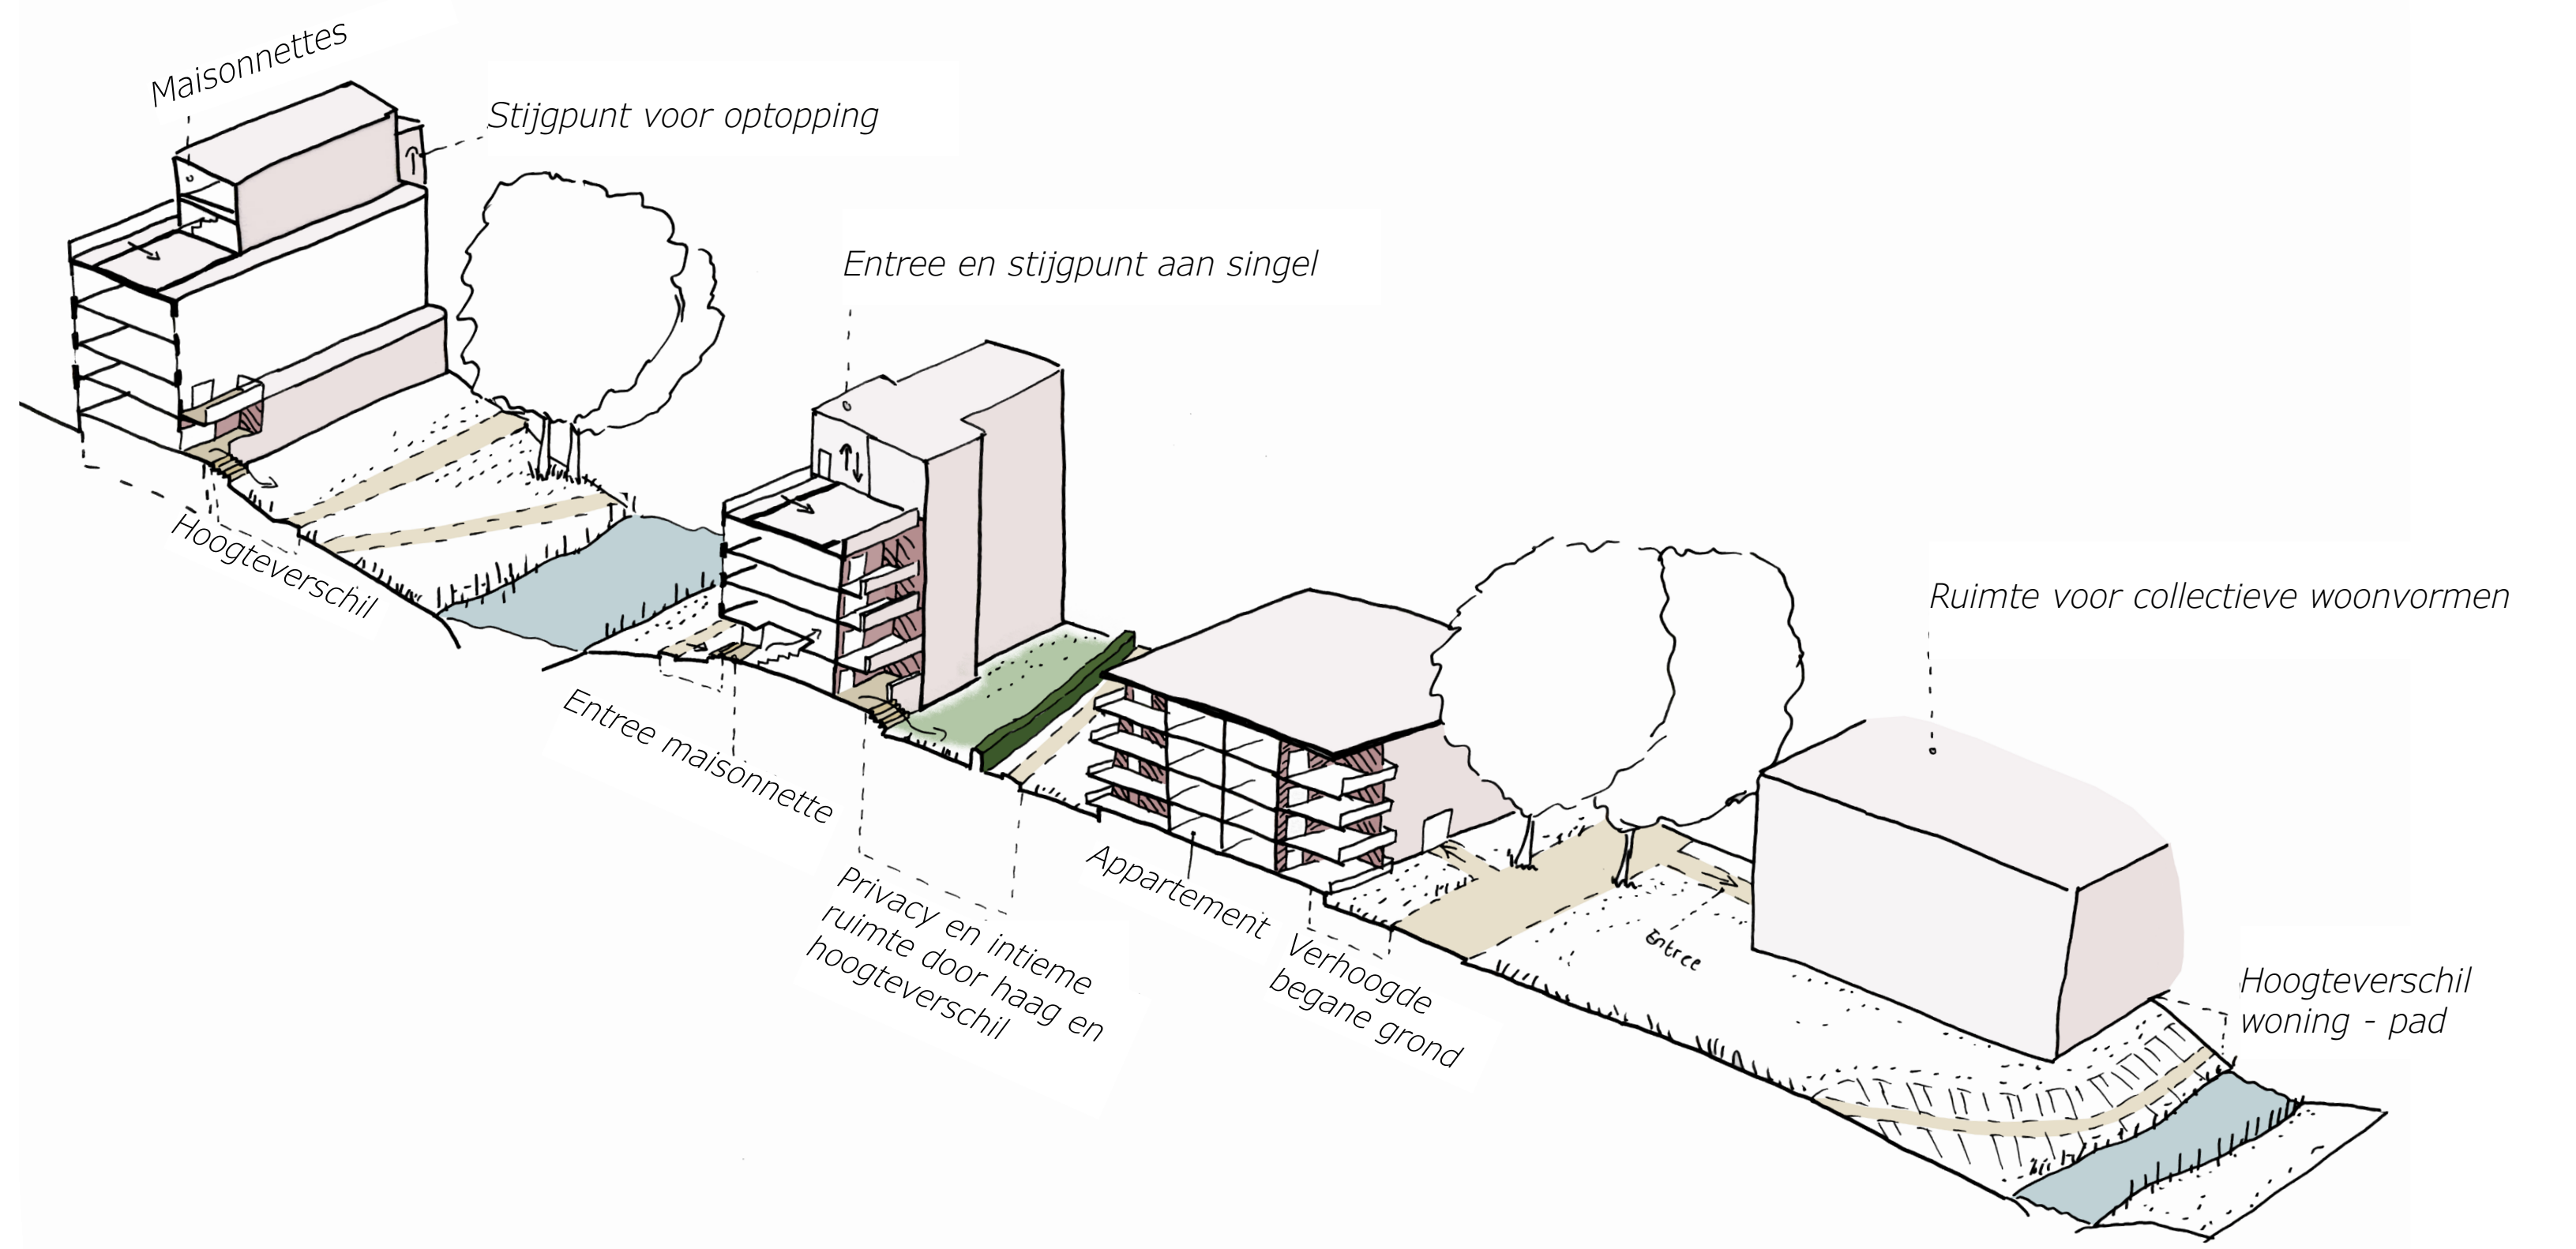 Maisonnettes
Stijgpunt voor optopping
Entree en stijgpunt aan singel
Hoogteverschil
Entree maisonnette
Privacy en intieme
ruimte door haag en
hoogteverschil
Appartement
Verhoogde
begane grond
Entree
Ruimte voor collectieve woonvormen
Hoogteverschil
woning - pad